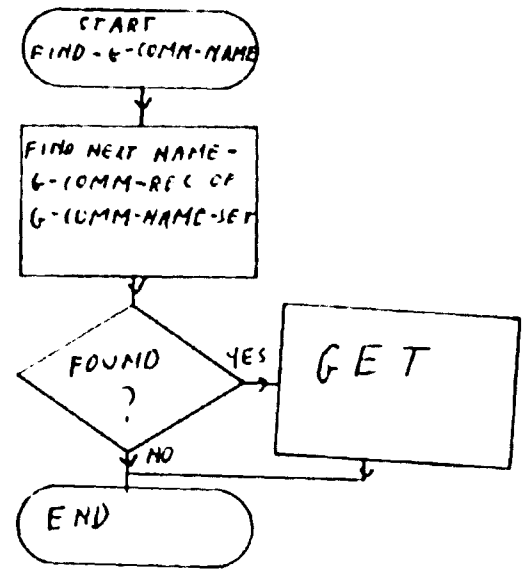 START
FIND-G-COMM-NAME
FIND NEXT NAME-
G-COMM-REC OF
G-COMM-NAME-SET
FOUND
?
YES
GET
NO
END